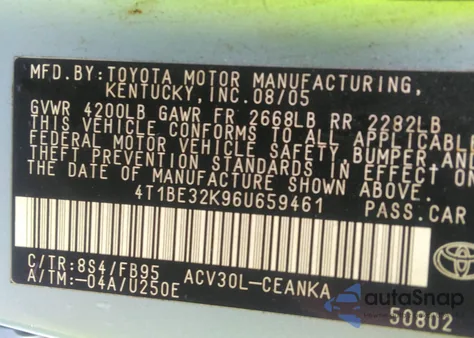 MFD.BY:TOYOTA MOTOR MANUFACTURING,
KENTUCKY,INC.08/05
GVWR 4200LB GAWR FR 2668LB RR 2282LB
THIS VEHICLE CONFORMS TO ALL APPLICABLE
FEDERAL MOTOR VEHICLE SAFETY,BUMPER,AND
THEFT PREVENTION STANDARDS IN EFFECT ON
THE DATE OF MANUFACTURE SHOWN ABOVE.
4T1BE32K96U659461 PASS.CAR
C/TR:8S4/FB95 ACV30L-CEANKA
A/TM:-04A/U250E
50802
autoSnap